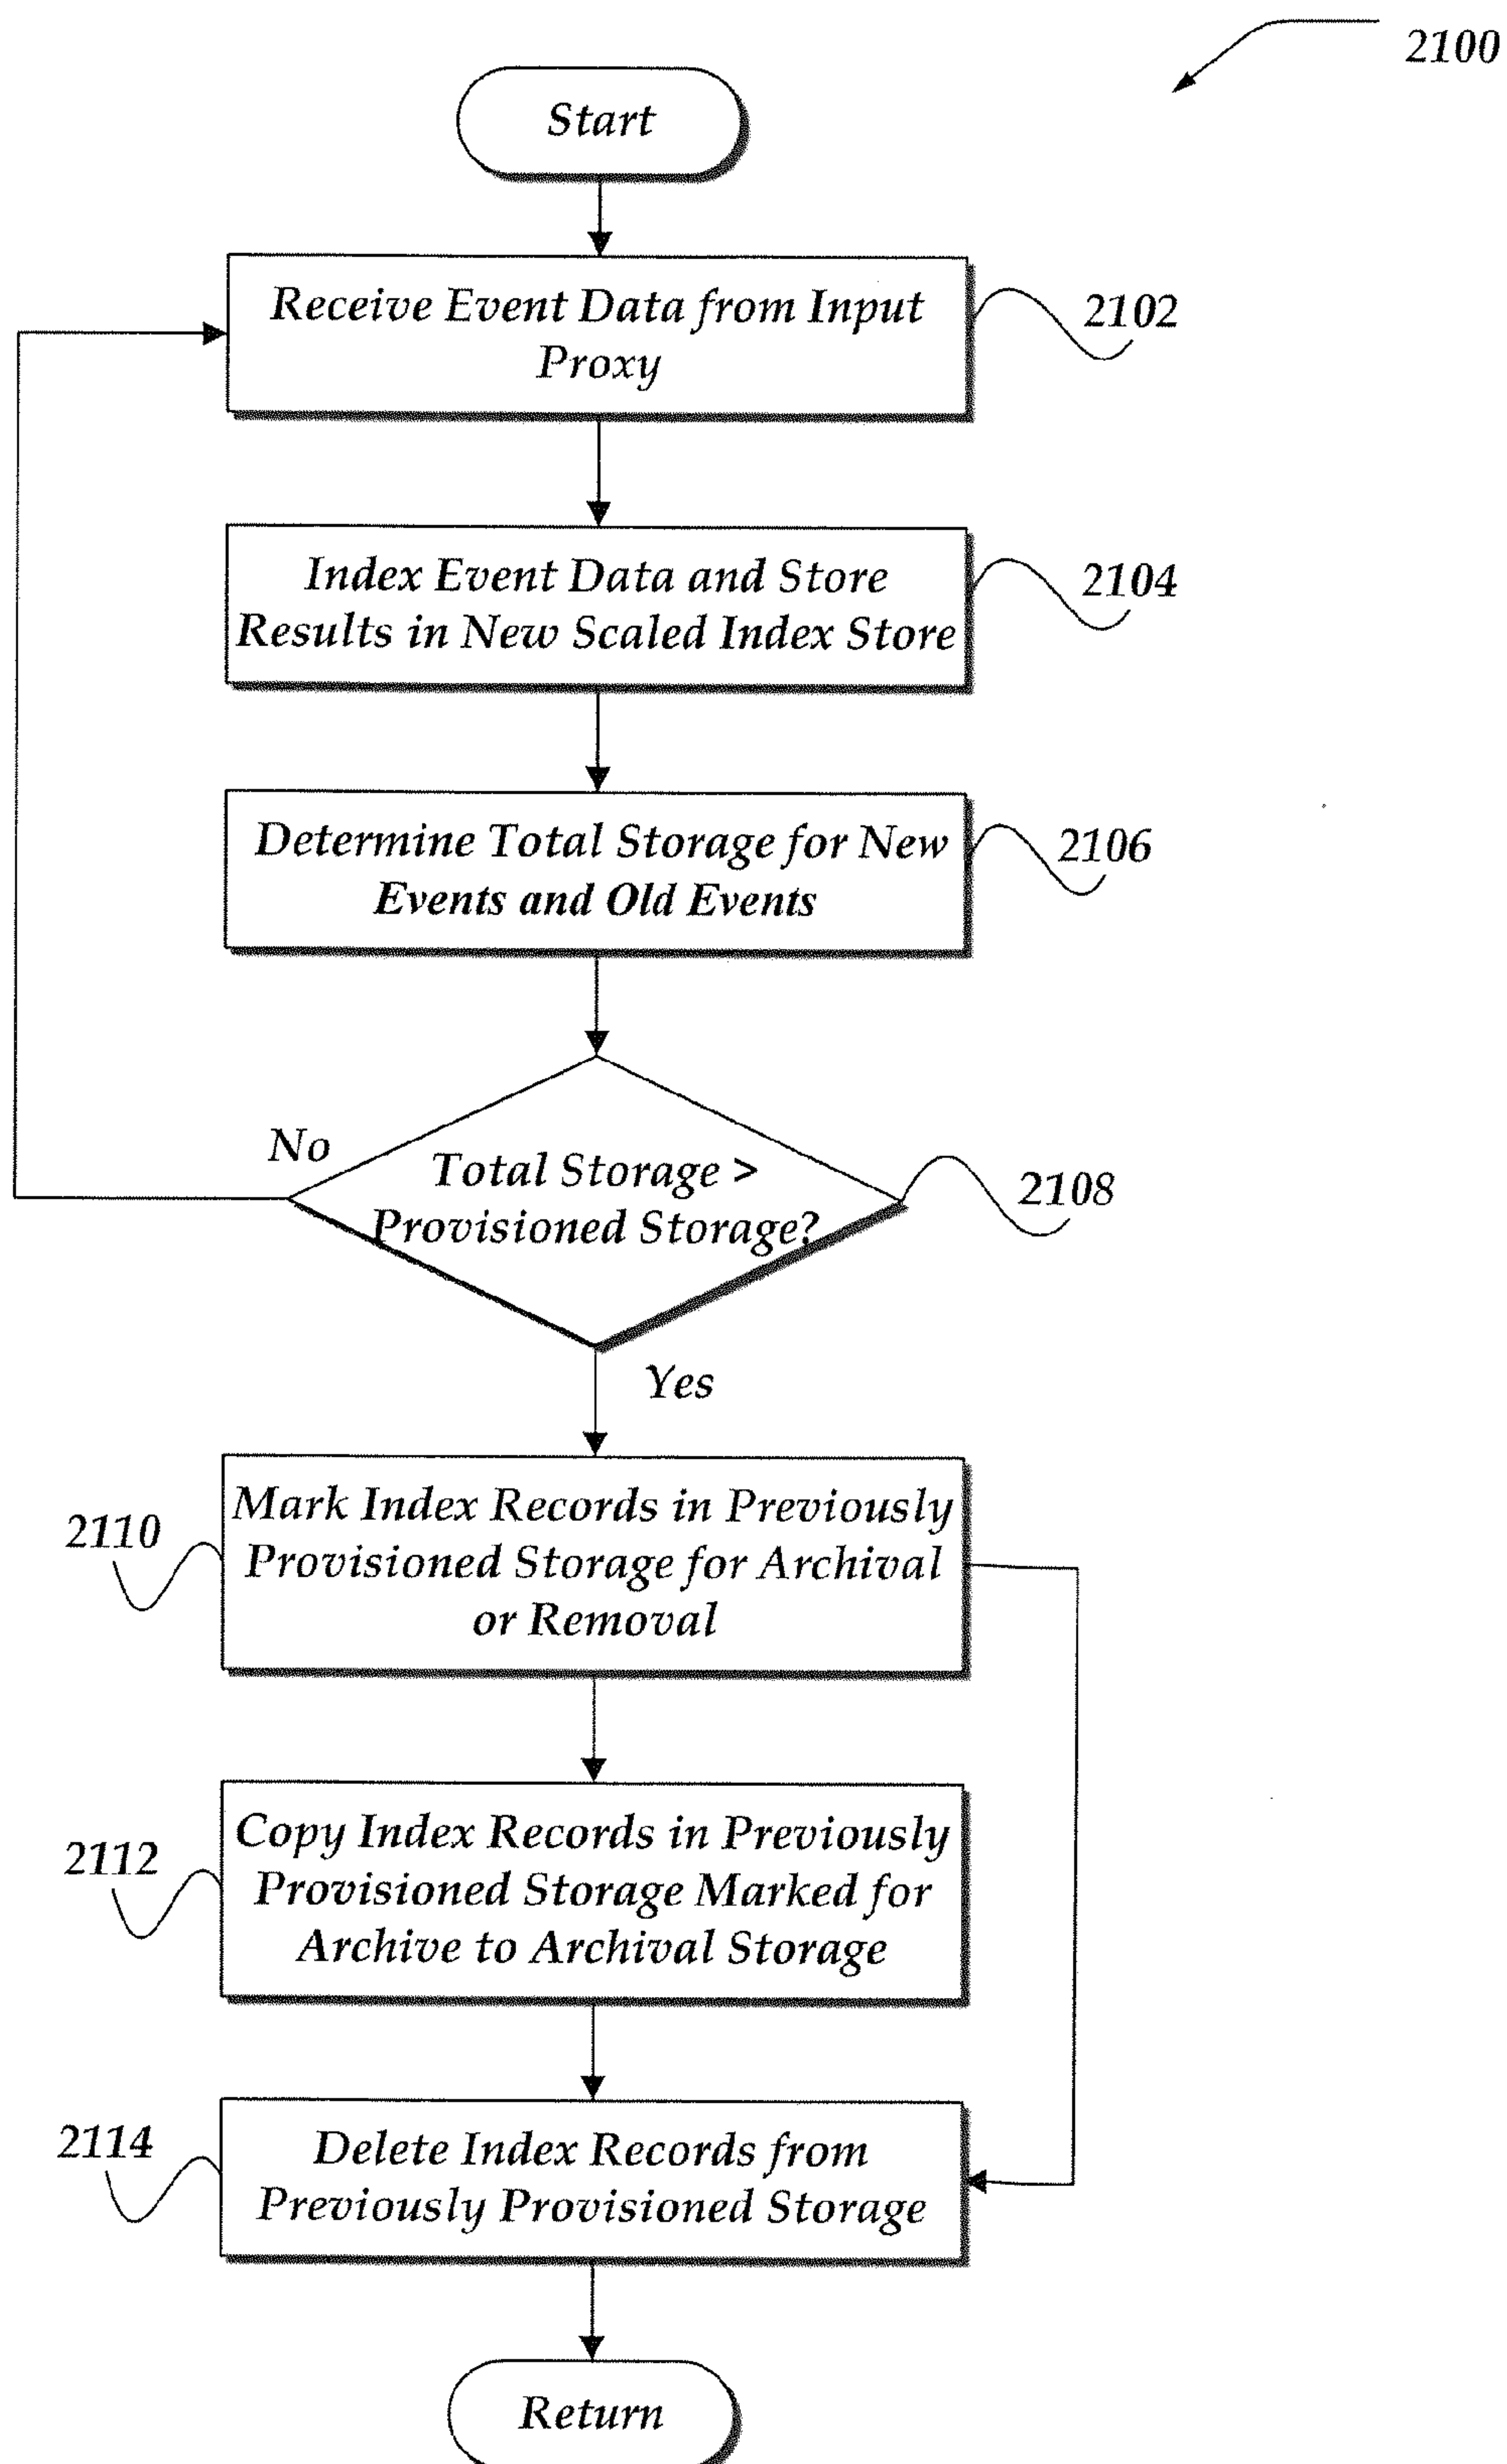 2100
Start
Receive Event Data from Input
Proxy
2102
Index Event Data and Store
Results in New Scaled Index Store
2104
Determine Total Storage for New
Events and Old Events
2106
No
Total Storage >
Provisioned Storage?
2108
Yes
Mark Index Records in Previously
Provisioned Storage for Archival
or Removal
2110
Copy Index Records in Previously
Provisioned Storage Marked for
Archive to Archival Storage
2112
Delete Index Records from
Previously Provisioned Storage
2114
Return